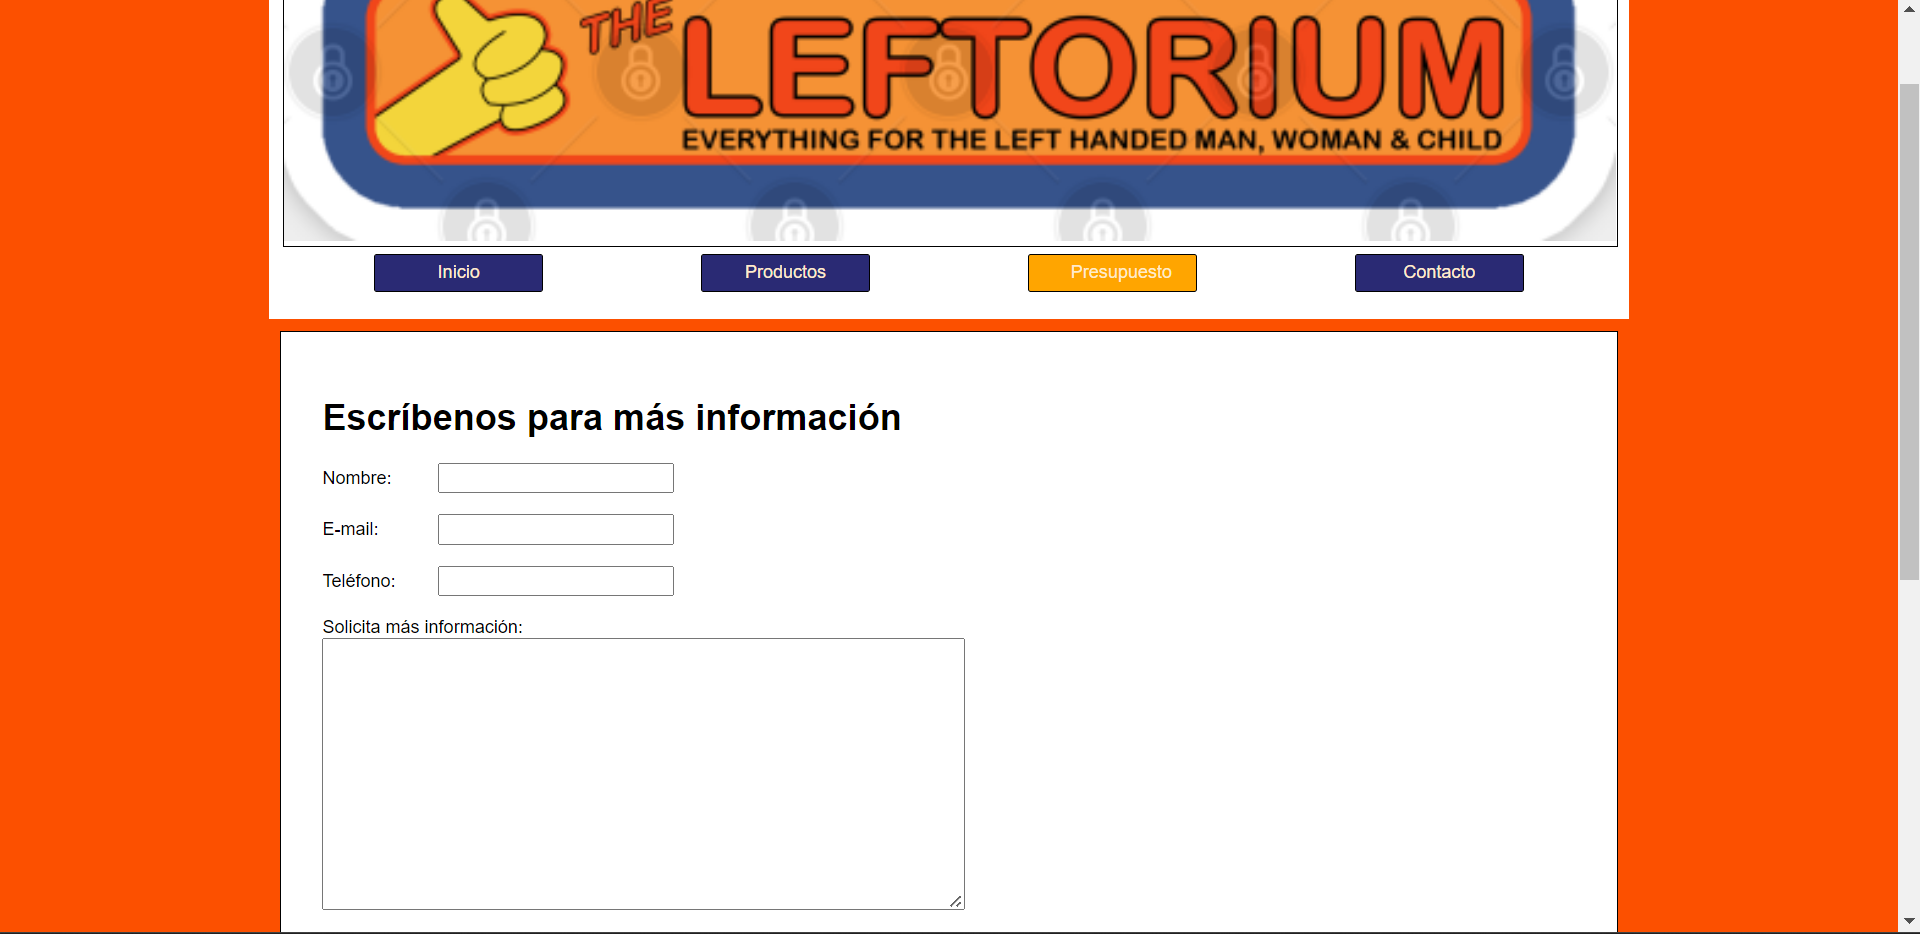 THE
LEFTORIUM
EVERYTHING FOR THE LEFT HANDED MAN, WOMAN & CHILD
Inicio
Productos
Presupuesto
Contacto
Escríbenos para más información
Nombre:
E-mail:
Teléfono:
Solicita más información: